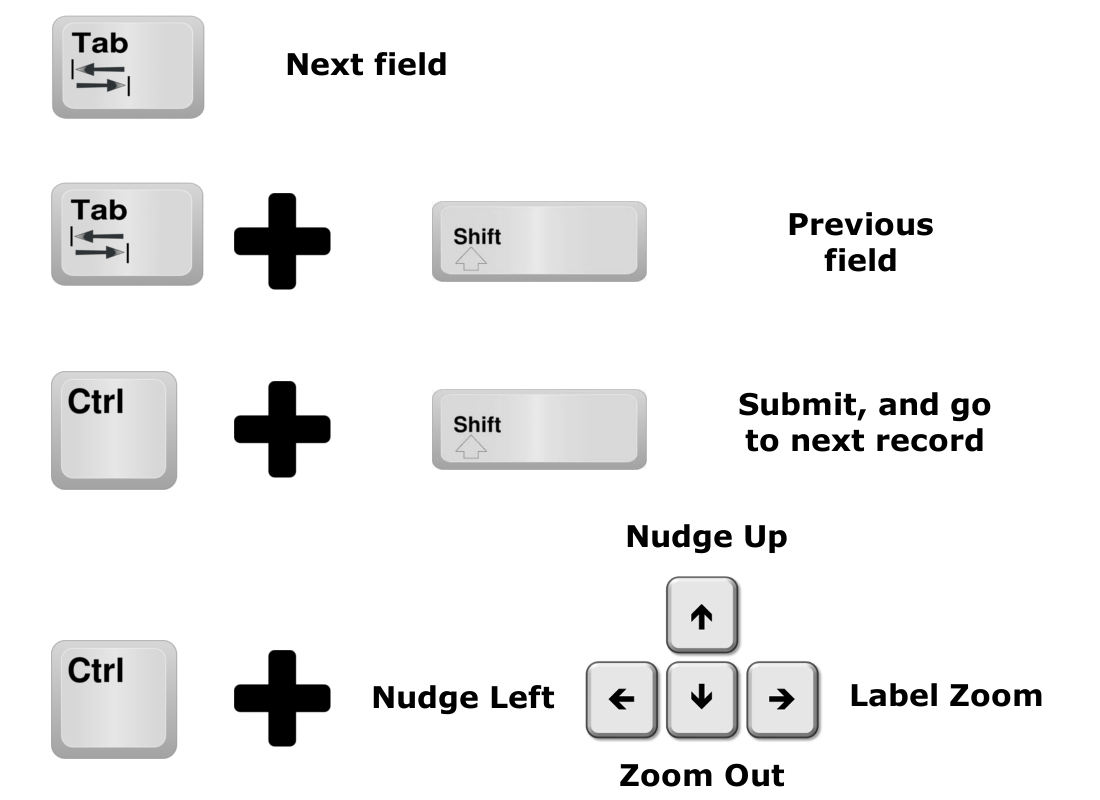 Tab
Next field
Tab
Shift
Previous
field
Ctrl
Shift
Submit, and go
to next record
Nudge Up
Ctrl
Nudge Left
Label Zoom
Zoom Out